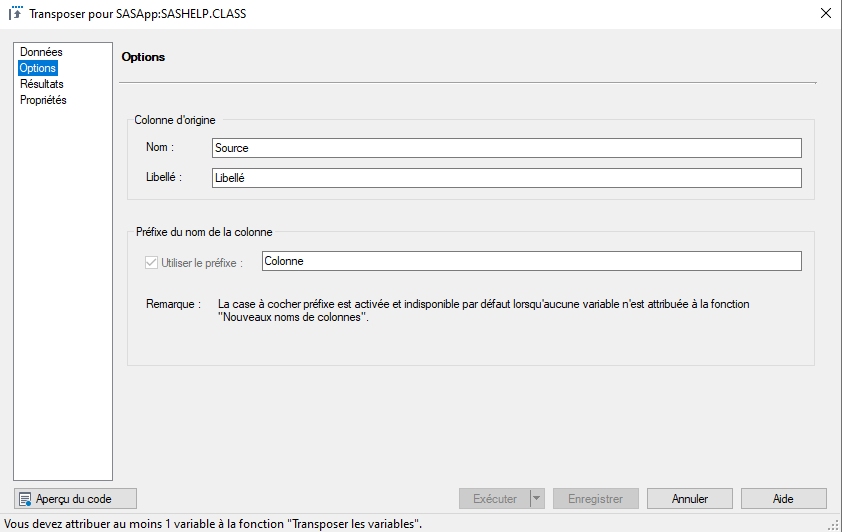 Transposer pour SASApp:SASHELP.CLASS
Données
Options
Résultats
Propriétés
Options
Colonne d'origine
Nom :
Source
Libellé :
Libellé
Préfixe du nom de la colonne
Utiliser le préfixe :
Colonne
Remarque :
La case à cocher préfixe est activée et indisponible par défaut lorsqu'aucune variable n'est attribuée à la fonction
"Nouveaux noms de colonnes".
Aperçu du code
Exécuter
Enregistrer
Annuler
Aide
Vous devez attribuer au moins 1 variable à la fonction "Transposer les variables".